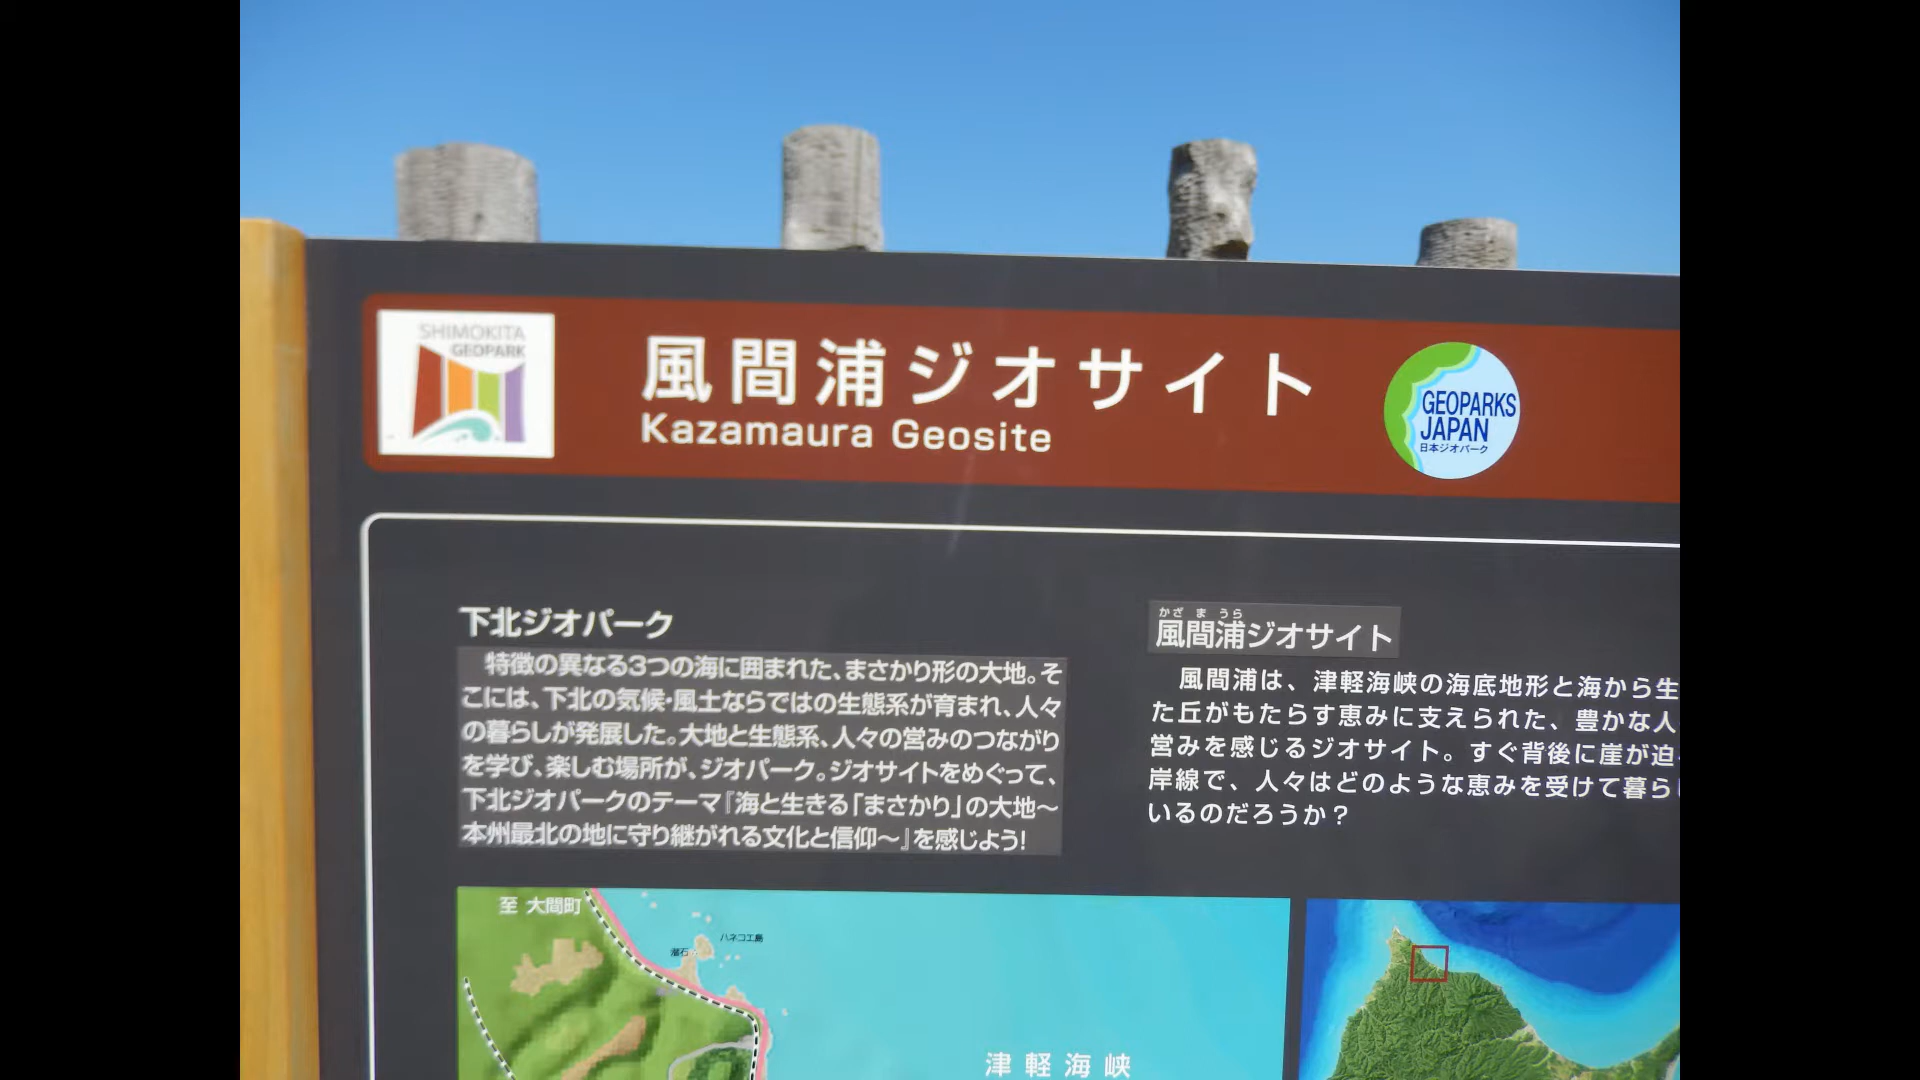 SHIMOKITA
GEOPARK
風間浦ジオサイト
Kazamaura Geosite
GEOPARKS
JAPAN
日本ジオパーク
下北ジオパーク
特徴の異なる3つの海に囲まれた、まさかり形の大地。そ
こには、下北の気候・風土ならではの生態系が育まれ、人々
の暮らしが発展した。大地と生態系、人々の営みのつながり
を学び、楽しむ場所が、ジオパーク。ジオサイトをめぐって、
下北ジオパークのテーマ『海と生きる「まさかり」の大地～
本州最北の地に守り継がれる文化と信仰～』を感じよう!
かざ ま うら
風間浦ジオサイト
風間浦は、津軽海峡の海底地形と海から生
た丘がもたらす恵みに支えられた、豊かな人
営みを感じるジオサイト。すぐ背後に崖が迫
岸線で、人々はどのような恵みを受けて暮ら
いるのだろうか？
至 大間町
ハネコエ島
津軽海峡